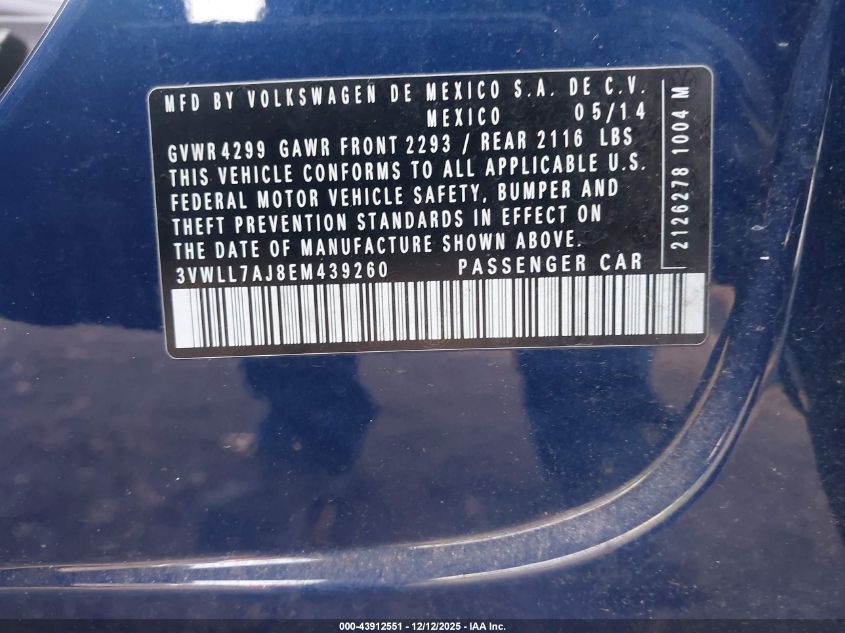 MFD BY VOLKSWAGEN DE MEXICO S.A. DE C.V.
MEXICO 05/14
GVWR 4299 GAWR FRONT 2293 / REAR 2116 LBS
THIS VEHICLE CONFORMS TO ALL APPLICABLE U.S.
FEDERAL MOTOR VEHICLE SAFETY, BUMPER AND
THEFT PREVENTION STANDARDS IN EFFECT ON
THE DATE OF MANUFACTURE SHOWN ABOVE.
3VWLL7AJ8EM439260 PASSENGER CAR
2126278 1004 M
000-43912551 - 12/12/2025 - IAA Inc.